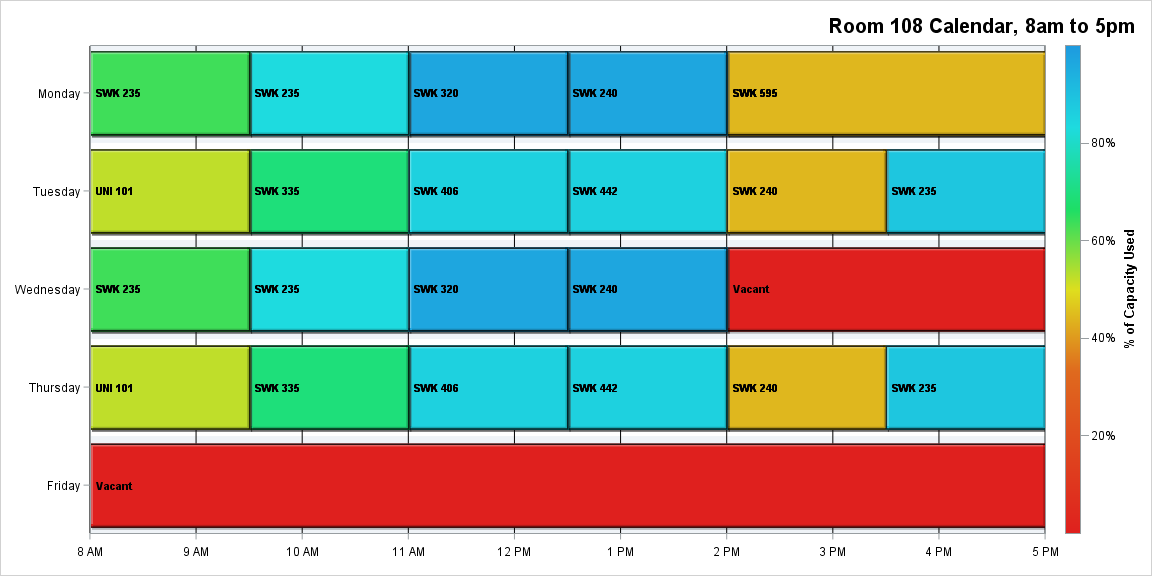 Room 108 Calendar, 8am to 5pm
Monday
SWK 235
SWK 235
SWK 320
SWK 240
SWK 595
Tuesday
UNI 101
SWK 335
SWK 406
SWK 442
SWK 240
SWK 235
Wednesday
SWK 235
SWK 235
SWK 320
SWK 240
Vacant
Thursday
UNI 101
SWK 335
SWK 406
SWK 442
SWK 240
SWK 235
Friday
Vacant
8 AM
9 AM
10 AM
11 AM
12 PM
1 PM
2 PM
3 PM
4 PM
5 PM
80%
60%
40%
20%
% of Capacity Used